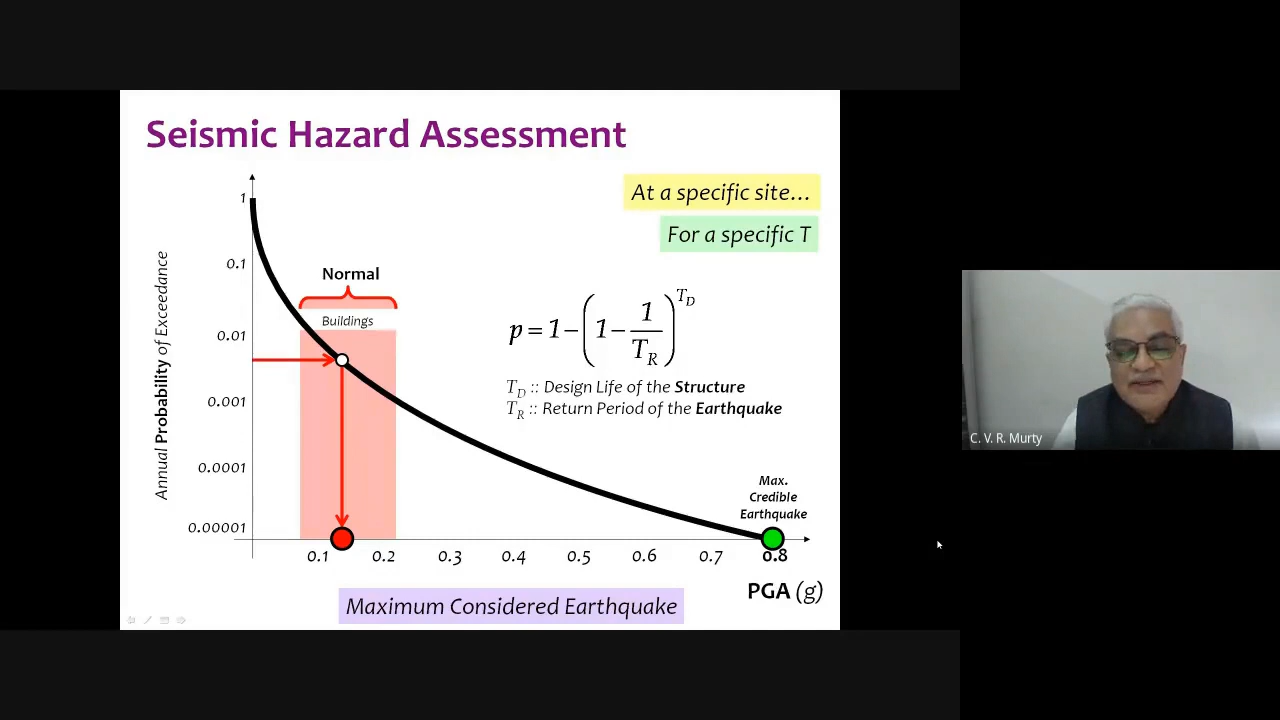 Seismic Hazard Assessment
At a specific site...
For a specific T
Annual Probability of Exceedance
1
0.1
0.01
0.001
0.0001
0.00001
Normal
Buildings
p = 1 − (1 − 1/T_R)^T_D
T_D :: Design Life of the Structure
T_R :: Return Period of the Earthquake
Max.
Credible
Earthquake
0.1 0.2 0.3 0.4 0.5 0.6 0.7 0.8
PGA (g)
Maximum Considered Earthquake
C. V. R. Murty